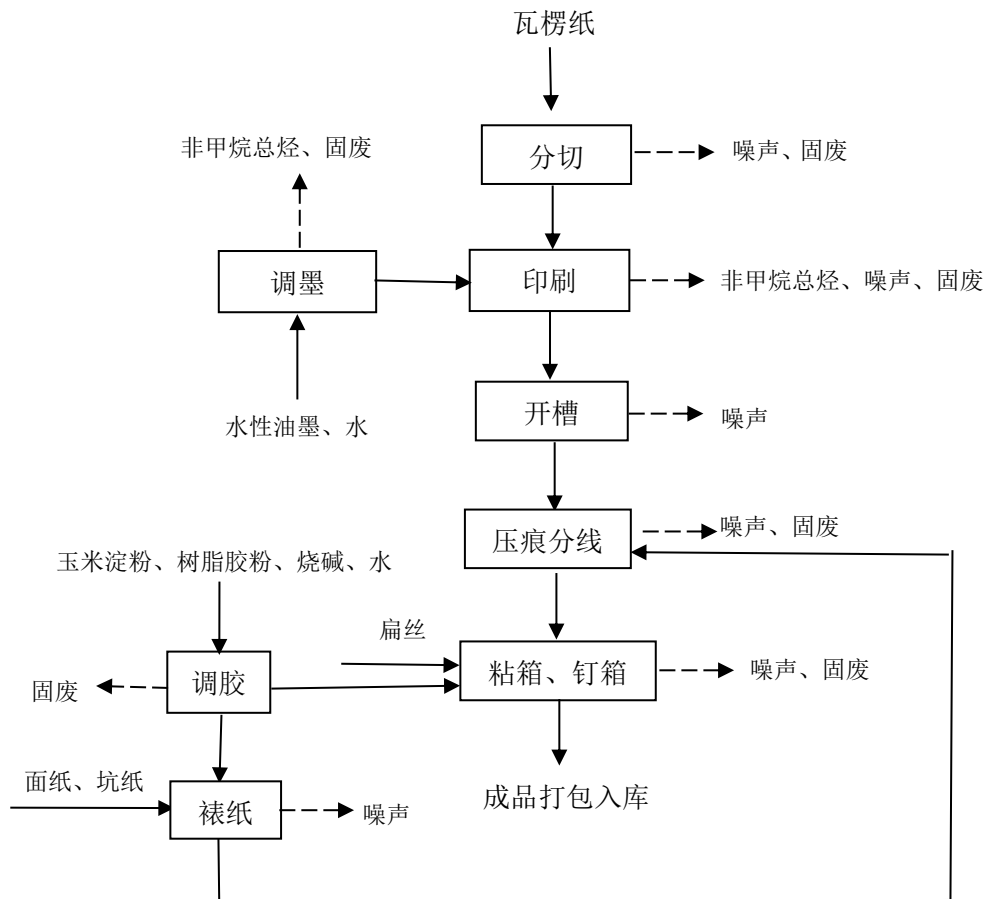 瓦楞纸
非甲烷总烃、固废
分切
噪声、固废
调墨
印刷
非甲烷总烃、噪声、固废
水性油墨、水
开槽
噪声
压痕分线
噪声、固废
玉米淀粉、树脂胶粉、烧碱、水
扁丝
固废
调胶
粘箱、钉箱
噪声、固废
面纸、坑纸
裱纸
噪声
成品打包入库